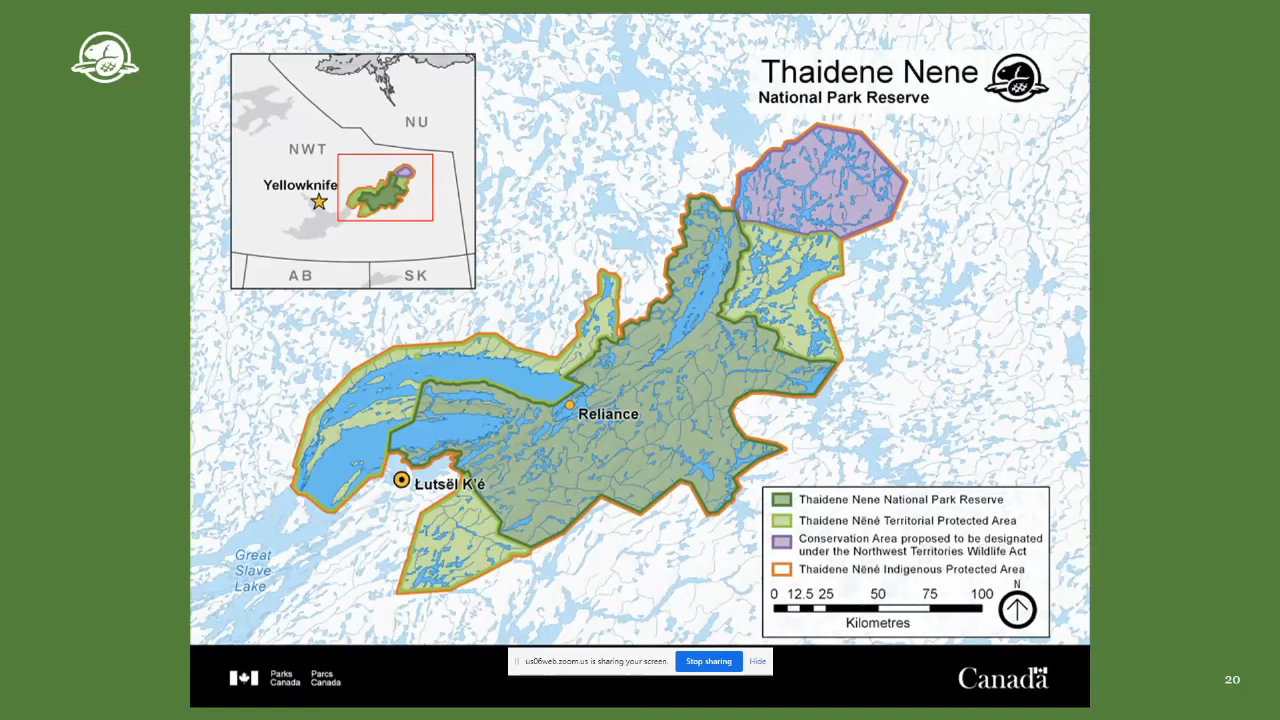 Thaidene Nene
National Park Reserve
NU
NWT
Yellowknife
AB
SK
Reliance
Łutsël K'é
Great
Slave
Lake
Thaidene Nene National Park Reserve
Thaidene Nëné Territorial Protected Area
Conservation Area proposed to be designated
under the Northwest Territories Wildlife Act
Thaidene Nëné Indigenous Protected Area
N
0 12.5 25 50 75 100
Kilometres
us06web.zoom.us is sharing your screen.
Stop sharing
Hide
Parks Parcs
Canada Canada
Canada
20